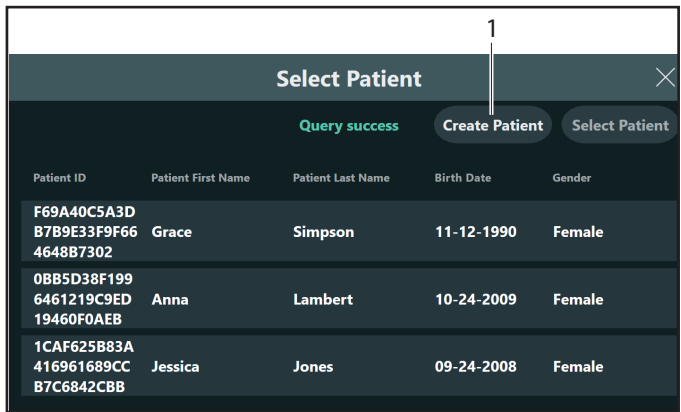 1
Select Patient
Query success Create Patient Select Patient
Patient ID Patient First Name Patient Last Name Birth Date Gender
F69A40C5A3D
B7B9E33F9F66 Grace Simpson 11-12-1990 Female
4648B7302
0BB5D38F199
6461219C9ED Anna Lambert 10-24-2009 Female
19460F0AEB
1CAF625B83A
416961689CC Jessica Jones 09-24-2008 Female
B7C6842CBB